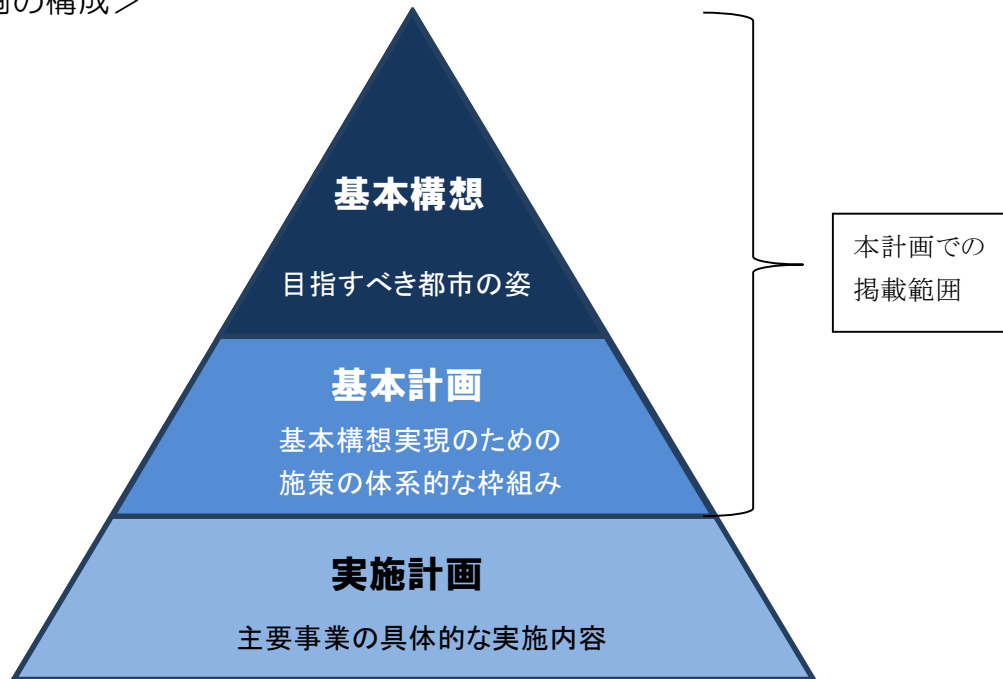 の構成＞
基本構想
目指すべき都市の姿
本計画での
掲載範囲
基本計画
基本構想実現のための
施策の体系的な枠組み
実施計画
主要事業の具体的な実施内容